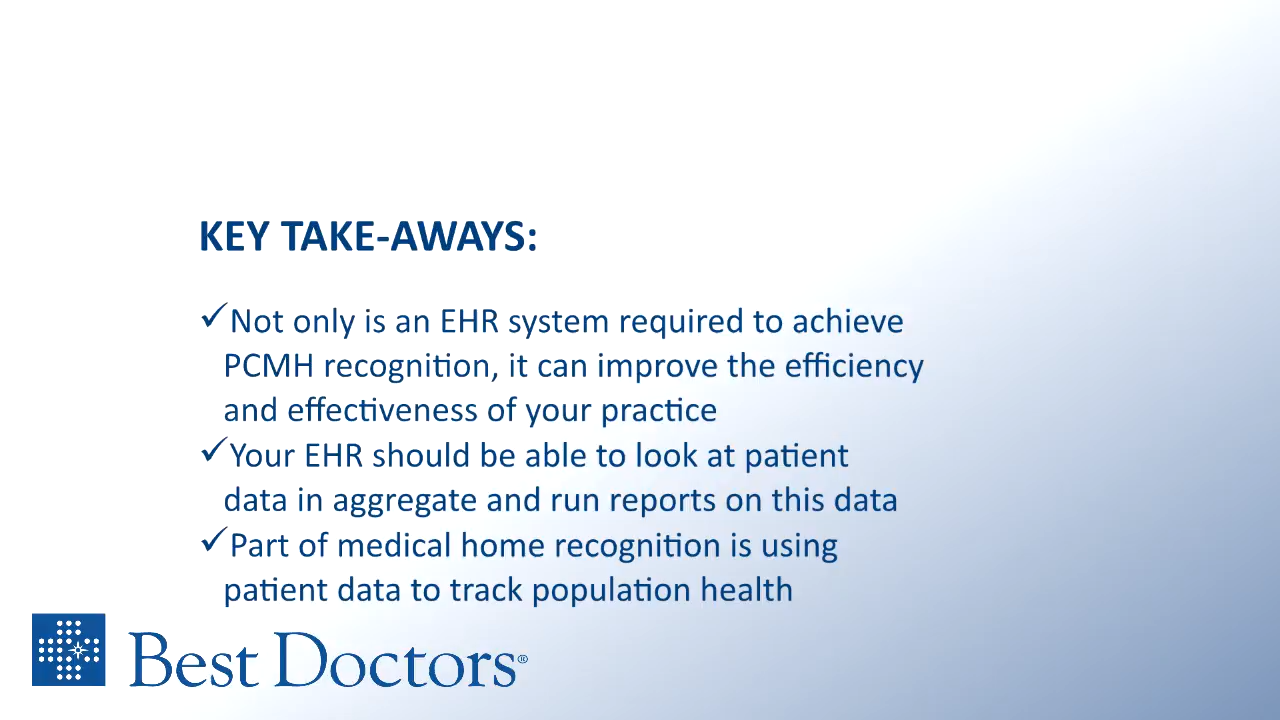 KEY TAKE-AWAYS:
✓Not only is an EHR system required to achieve
PCMH recognition, it can improve the efficiency
and effectiveness of your practice
✓Your EHR should be able to look at patient
data in aggregate and run reports on this data
✓Part of medical home recognition is using
patient data to track population health
Best Doctors®